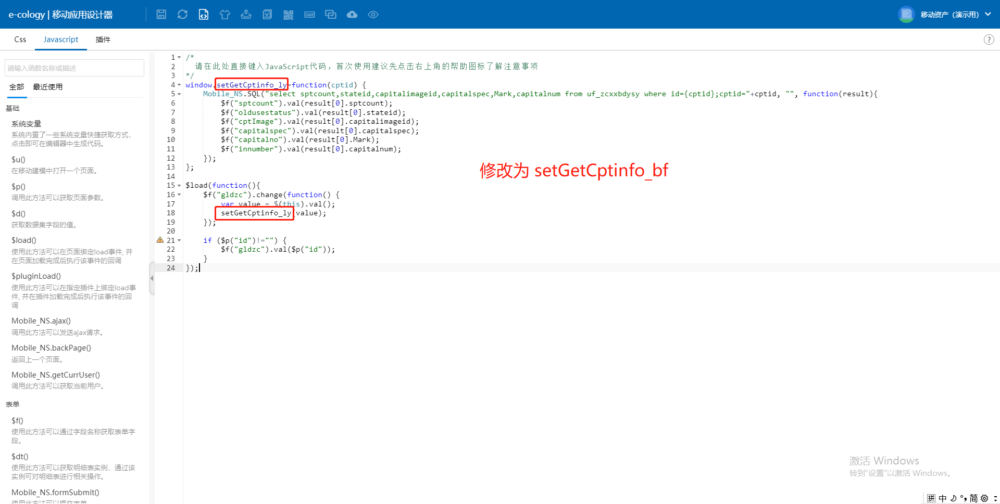 e-cology | 移动应用设计器
移动资产（演示用）
Css Javascript 插件
?
请输入函数名称或描述
全部 最近使用
基础
系统变量
系统内置了一些系统变量快捷获取方式，
点击即可在编辑器中生成代码。
$u()
在移动建模中打开一个页面。
$p()
调用此方法可以获取页面参数。
$d()
获取数据集字段的值。
$load()
使用此方法可以在页面绑定load事件, 并
在页面加载完成后执行该事件的回调
$pluginLoad()
使用此方法可以在指定插件上绑定load事
件, 并在插件加载完成后执行该事件的回
调
Mobile_NS.ajax()
调用此方法可以发送ajax请求。
Mobile_NS.backPage()
返回上一个页面。
Mobile_NS.getCurrUser()
调用此方法可以获取当前用户。
表单
$f()
使用此方法可以通过字段名称获取表单字
段。
$dt()
使用此方法可以获取明细表实例，通过该
实例可对明细表进行相关操作。
Mobile_NS.formSubmit()
使用此方法可以提交表单
1 /*
2 请在此处直接键入JavaScript代码，首次使用建议先点击右上角的帮助图标了解注意事项
3 */
4 window.setGetCptinfo_ly=function(cptid) {
5 Mobile_NS.SQL("select sptcount,stateid,capitalimageid,capitalspec,Mark,capitalnum from uf_zcxxbdysy where id={cptid};cptid="+cptid, "", function(result){
6 $f("sptcount").val(result[0].sptcount);
7 $f("oldusestatus").val(result[0].stateid);
8 $f("cptImage").val(result[0].capitalimageid);
9 $f("capitalspec").val(result[0].capitalspec);
10 $f("capitalno").val(result[0].Mark);
11 $f("innumber").val(result[0].capitalnum);
12 });
13 };
14
15 $load(function(){
16 $f("gldzc").change(function() {
17 var value = $(this).val();
18 setGetCptinfo_ly(value);
19 });
20
21 if ($p("id")!="") {
22 $f("gldzc").val($p("id"));
23 }
24 });
修改为 setGetCptinfo_bf
激活 Windows
转到“设置”以激活 Windows。
拼 中 简